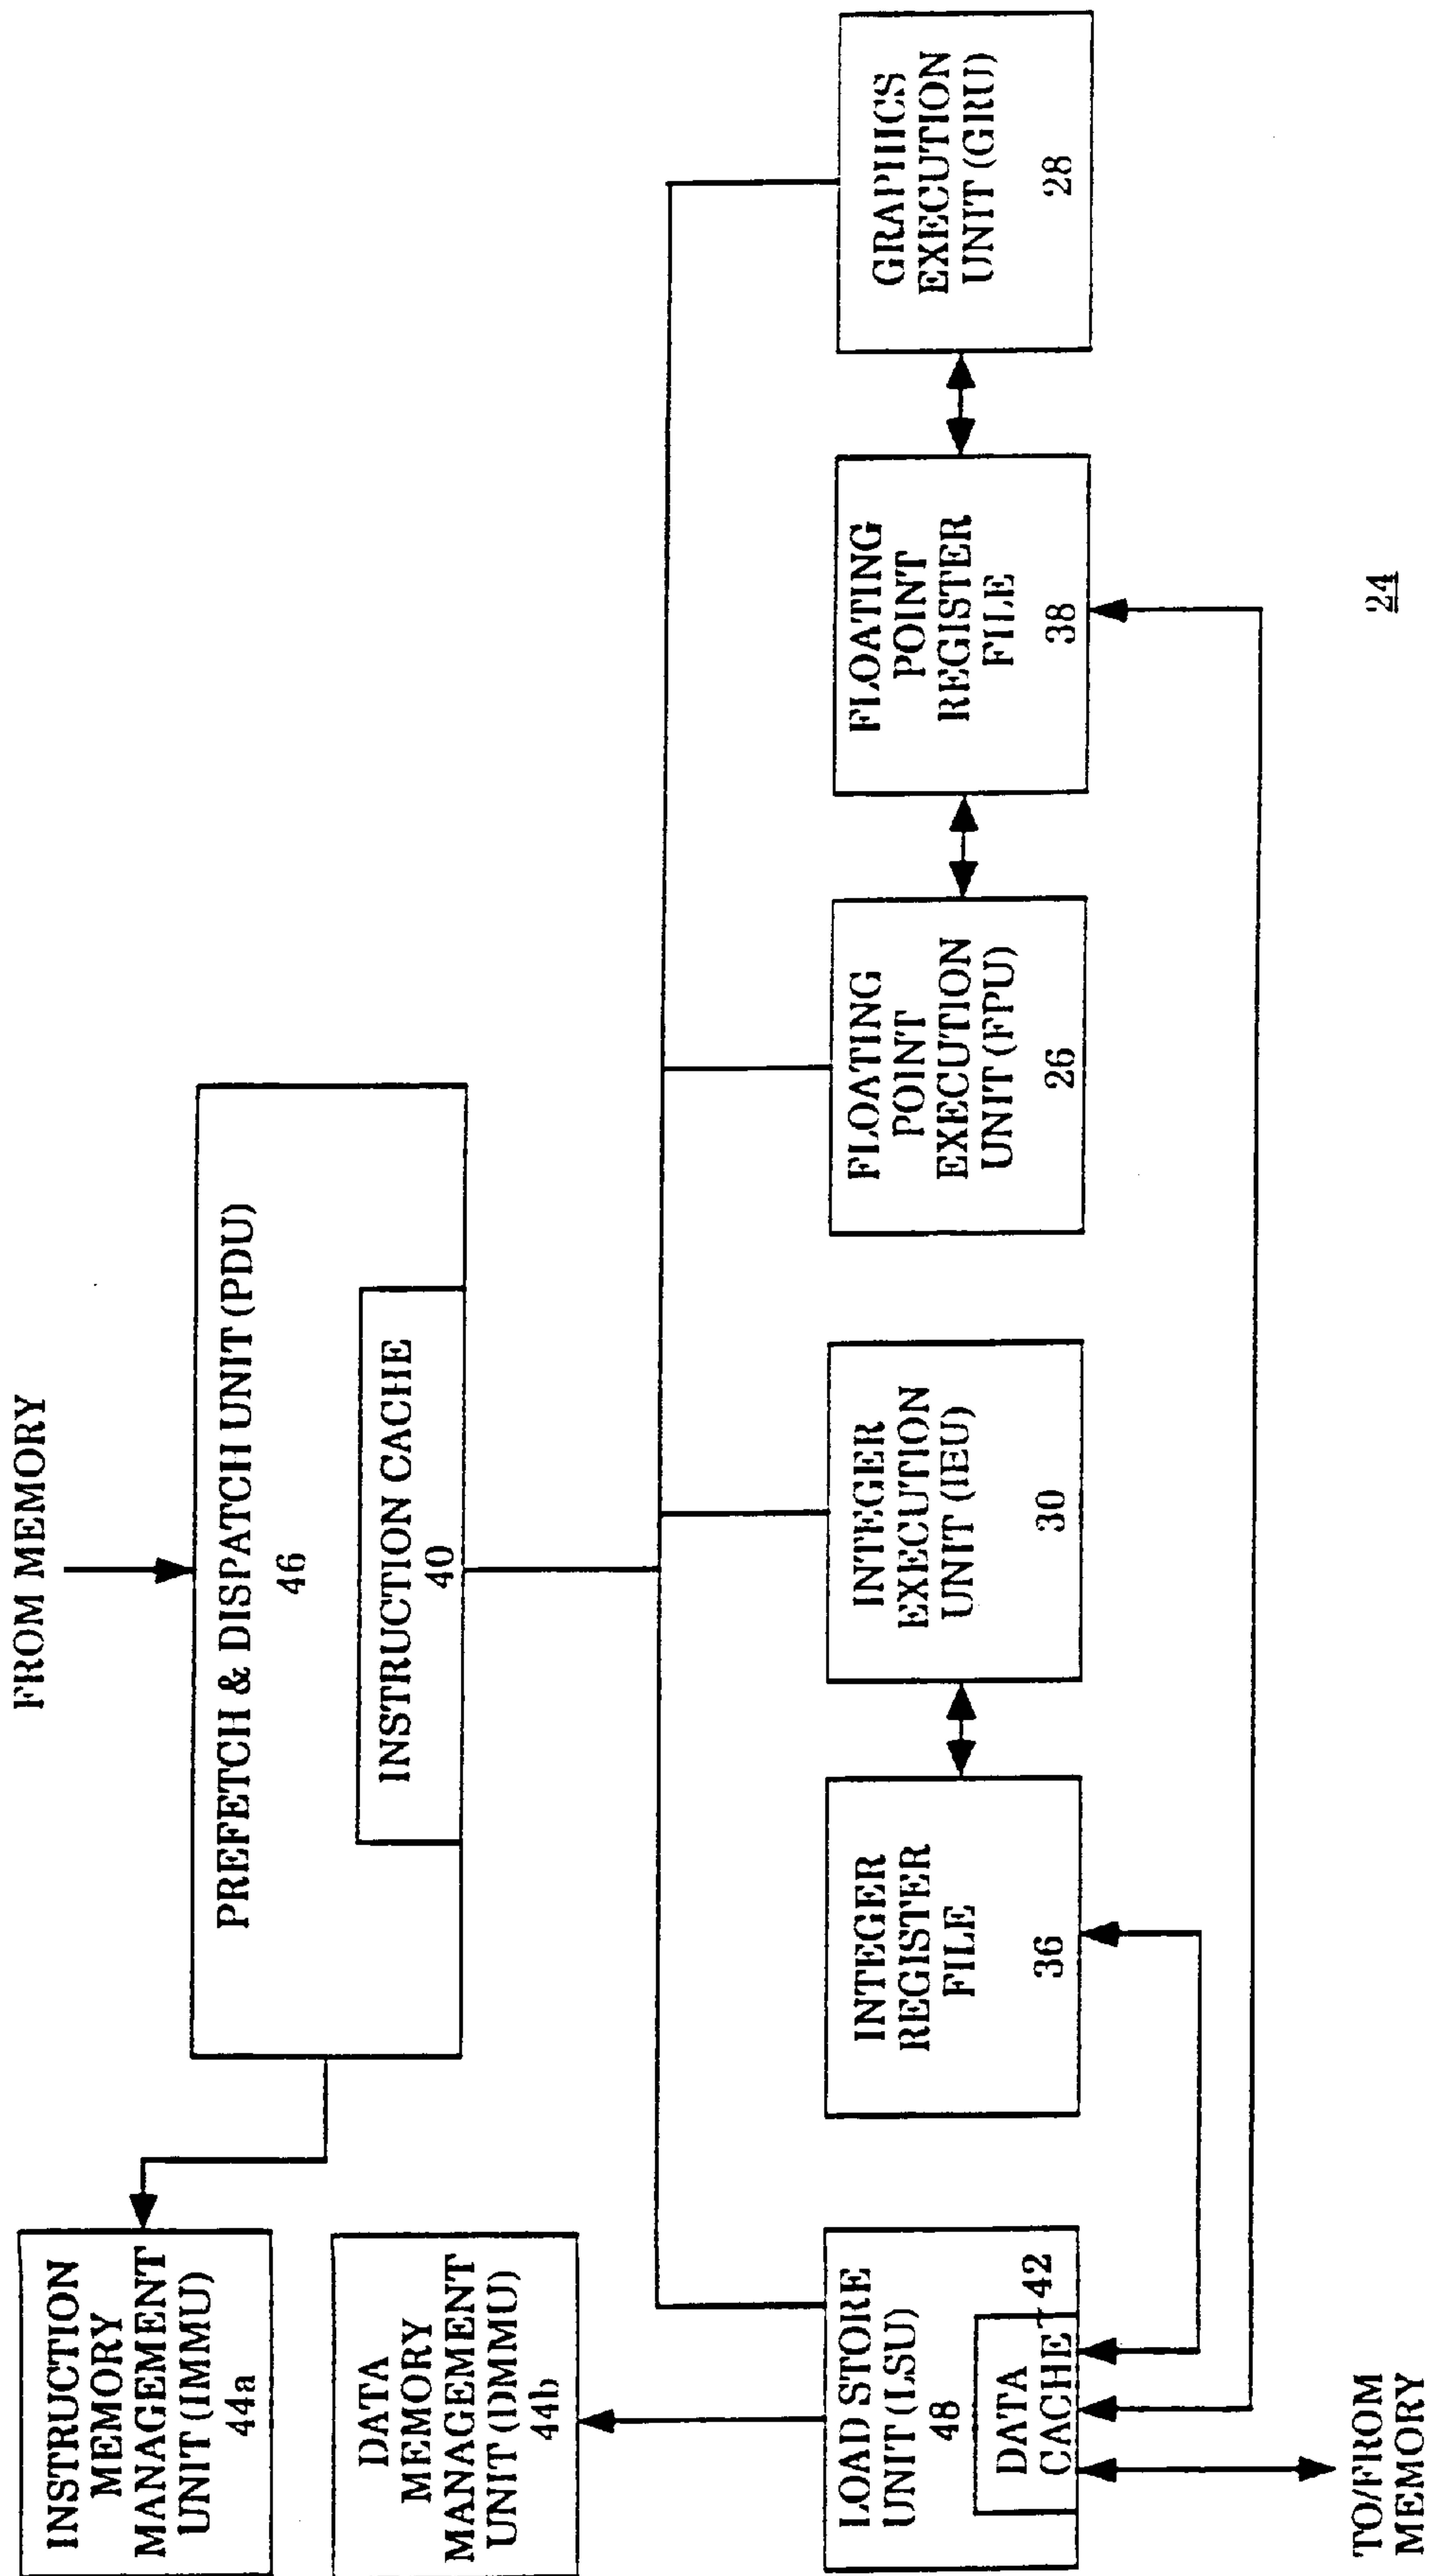 FROM MEMORY
PREFETCH & DISPATCH UNIT (PDU)
46
INSTRUCTION CACHE
40
INSTRUCTION
MEMORY
MANAGEMENT
UNIT (IMMU)
44a
DATA
MEMORY
MANAGEMENT
UNIT (DMMU)
44b
LOAD STORE
UNIT (LSU)
48
DATA
CACHE
42
INTEGER
REGISTER
FILE
36
INTEGER
EXECUTION
UNIT (IEU)
30
FLOATING
POINT
EXECUTION
UNIT (FPU)
26
FLOATING
POINT
REGISTER
FILE
38
GRAPHICS
EXECUTION
UNIT (GRU)
28
TO/FROM
MEMORY
24